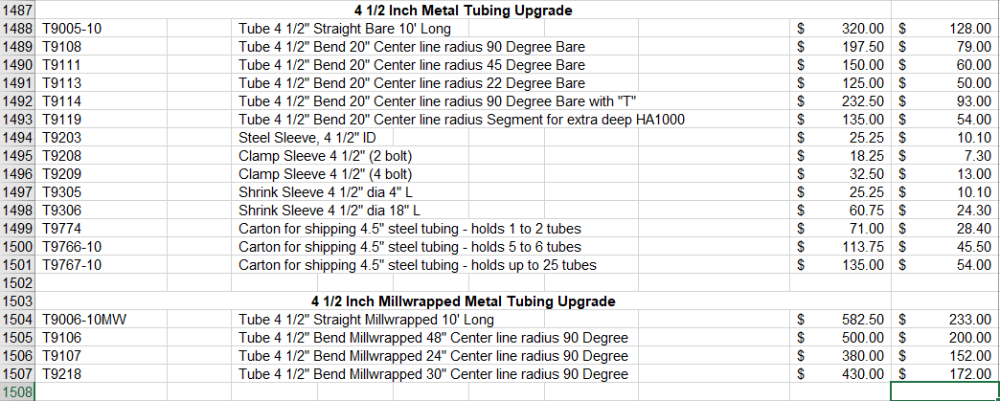 1487 4 1/2 Inch Metal Tubing Upgrade
1488 T9005-10 Tube 4 1/2" Straight Bare 10' Long $ 320.00 $ 128.00
1489 T9108 Tube 4 1/2" Bend 20" Center line radius 90 Degree Bare $ 197.50 $ 79.00
1490 T9111 Tube 4 1/2" Bend 20" Center line radius 45 Degree Bare $ 150.00 $ 60.00
1491 T9113 Tube 4 1/2" Bend 20" Center line radius 22 Degree Bare $ 125.00 $ 50.00
1492 T9114 Tube 4 1/2" Bend 20" Center line radius 90 Degree Bare with "T" $ 232.50 $ 93.00
1493 T9119 Tube 4 1/2" Bend 20" Center line radius Segment for extra deep HA1000 $ 135.00 $ 54.00
1494 T9203 Steel Sleeve, 4 1/2" ID $ 25.25 $ 10.10
1495 T9208 Clamp Sleeve 4 1/2" (2 bolt) $ 18.25 $ 7.30
1496 T9209 Clamp Sleeve 4 1/2" (4 bolt) $ 32.50 $ 13.00
1497 T9305 Shrink Sleeve 4 1/2" dia 4" L $ 25.25 $ 10.10
1498 T9306 Shrink Sleeve 4 1/2" dia 18" L $ 60.75 $ 24.30
1499 T9774 Carton for shipping 4.5" steel tubing - holds 1 to 2 tubes $ 71.00 $ 28.40
1500 T9766-10 Carton for shipping 4.5" steel tubing - holds 5 to 6 tubes $ 113.75 $ 45.50
1501 T9767-10 Carton for shipping 4.5" steel tubing - holds up to 25 tubes $ 135.00 $ 54.00
1502
1503 4 1/2 Inch Millwrapped Metal Tubing Upgrade
1504 T9006-10MW Tube 4 1/2" Straight Millwrapped 10' Long $ 582.50 $ 233.00
1505 T9106 Tube 4 1/2" Bend Millwrapped 48" Center line radius 90 Degree $ 500.00 $ 200.00
1506 T9107 Tube 4 1/2" Bend Millwrapped 24" Center line radius 90 Degree $ 380.00 $ 152.00
1507 T9218 Tube 4 1/2" Bend Millwrapped 30" Center line radius 90 Degree $ 430.00 $ 172.00
1508